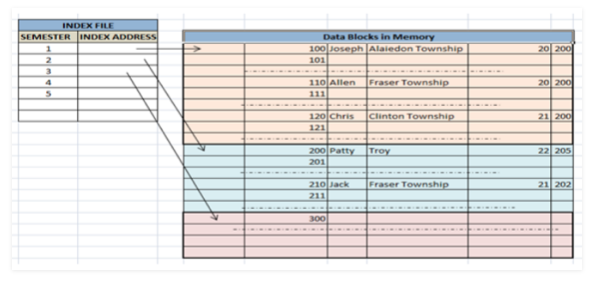 INDEX FILE
SEMESTER INDEX ADDRESS
1
2
3
4
5
Data Blocks in Memory
100 Joseph Alaiedon Township 20 200
101
110 Allen Fraser Township 20 200
111
120 Chris Clinton Township 21 200
121
200 Patty Troy 22 205
201
210 Jack Fraser Township 21 202
211
300